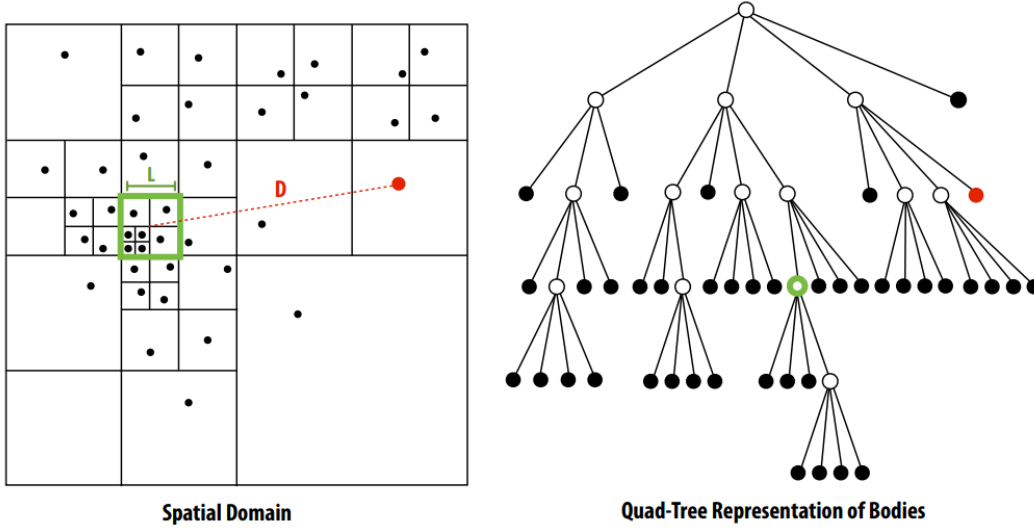 L
D
Spatial Domain
Quad-Tree Representation of Bodies